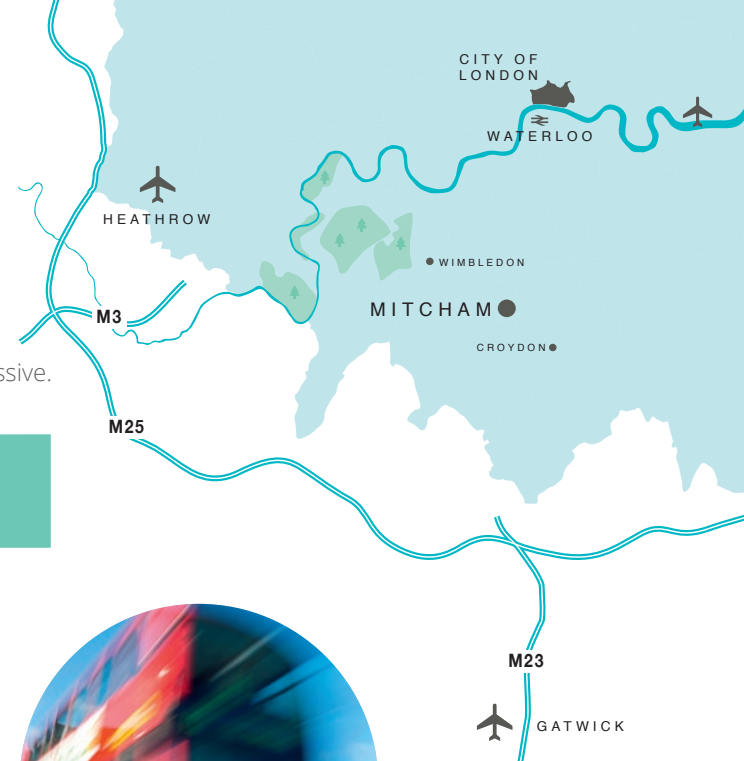 CITY OF
LONDON
WATERLOO
HEATHROW
WIMBLEDON
MITCHAM
M3
CROYDON
ssive.
M25
M23
GATWICK